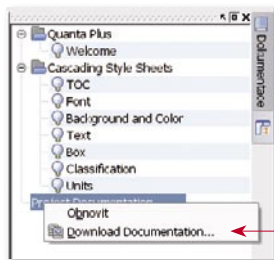 Quanta Plus
Welcome
Cascading Style Sheets
TOC
Font
Background and Color
Text
Box
Classification
Units
Project Documentation
Obnovit
Download Documentation...
Dokumentace